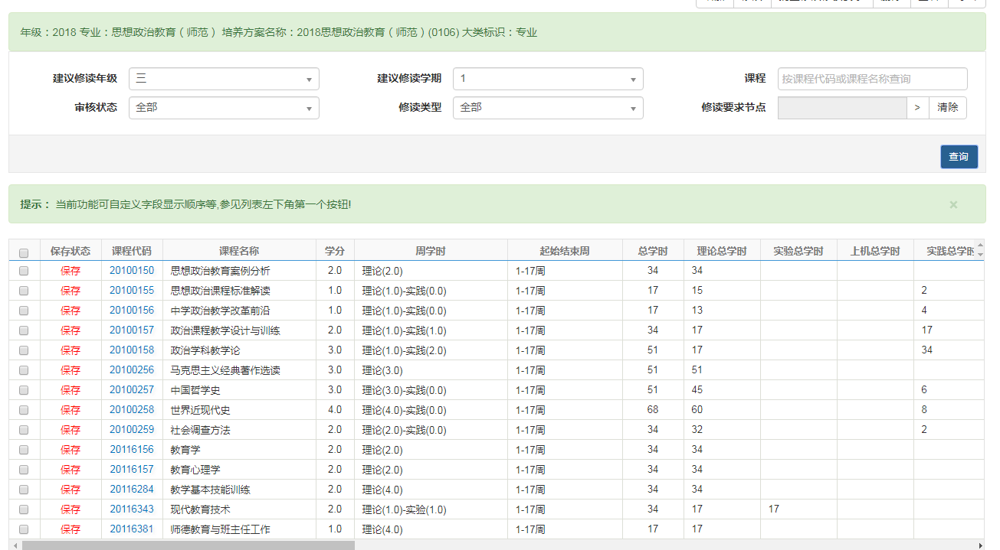 年级：2018 专业：思想政治教育（师范） 培养方案名称：2018思想政治教育（师范）(0106) 大类标识：专业
建议修读年级 三 建议修读学期 1 课程 按课程代码或课程名称查询
审核状态 全部 修读类型 全部 修读要求节点 > 清除
查询
提示： 当前功能可自定义字段显示顺序等,参见列表左下角第一个按钮! ×
保存状态 课程代码 课程名称 学分 周学时 起始结束周 总学时 理论总学时 实验总学时 上机总学时 实践总学时
保存 20100150 思想政治教育案例分析 2.0 理论(2.0) 1-17周 34 34
保存 20100155 思想政治课程标准解读 1.0 理论(1.0)-实践(0.0) 1-17周 17 15 2
保存 20100156 中学政治教学改革前沿 1.0 理论(1.0)-实践(0.0) 1-17周 17 13 4
保存 20100157 政治课程教学设计与训练 2.0 理论(1.0)-实践(1.0) 1-17周 34 17 17
保存 20100158 政治学科教学论 3.0 理论(1.0)-实践(2.0) 1-17周 51 17 34
保存 20100256 马克思主义经典著作选读 3.0 理论(3.0) 1-17周 51 51
保存 20100257 中国哲学史 3.0 理论(3.0)-实践(0.0) 1-17周 51 45 6
保存 20100258 世界近现代史 4.0 理论(4.0)-实践(0.0) 1-17周 68 60 8
保存 20100259 社会调查方法 2.0 理论(2.0)-实践(0.0) 1-17周 34 32 2
保存 20116156 教育学 2.0 理论(2.0) 1-17周 34 34
保存 20116157 教育心理学 2.0 理论(2.0) 1-17周 34 34
保存 20116284 教学基本技能训练 2.0 理论(4.0) 1-17周 34 34
保存 20116343 现代教育技术 2.0 理论(1.0)-实验(1.0) 1-17周 34 17 17
保存 20116381 师德教育与班主任工作 1.0 理论(4.0) 1-17周 17 17